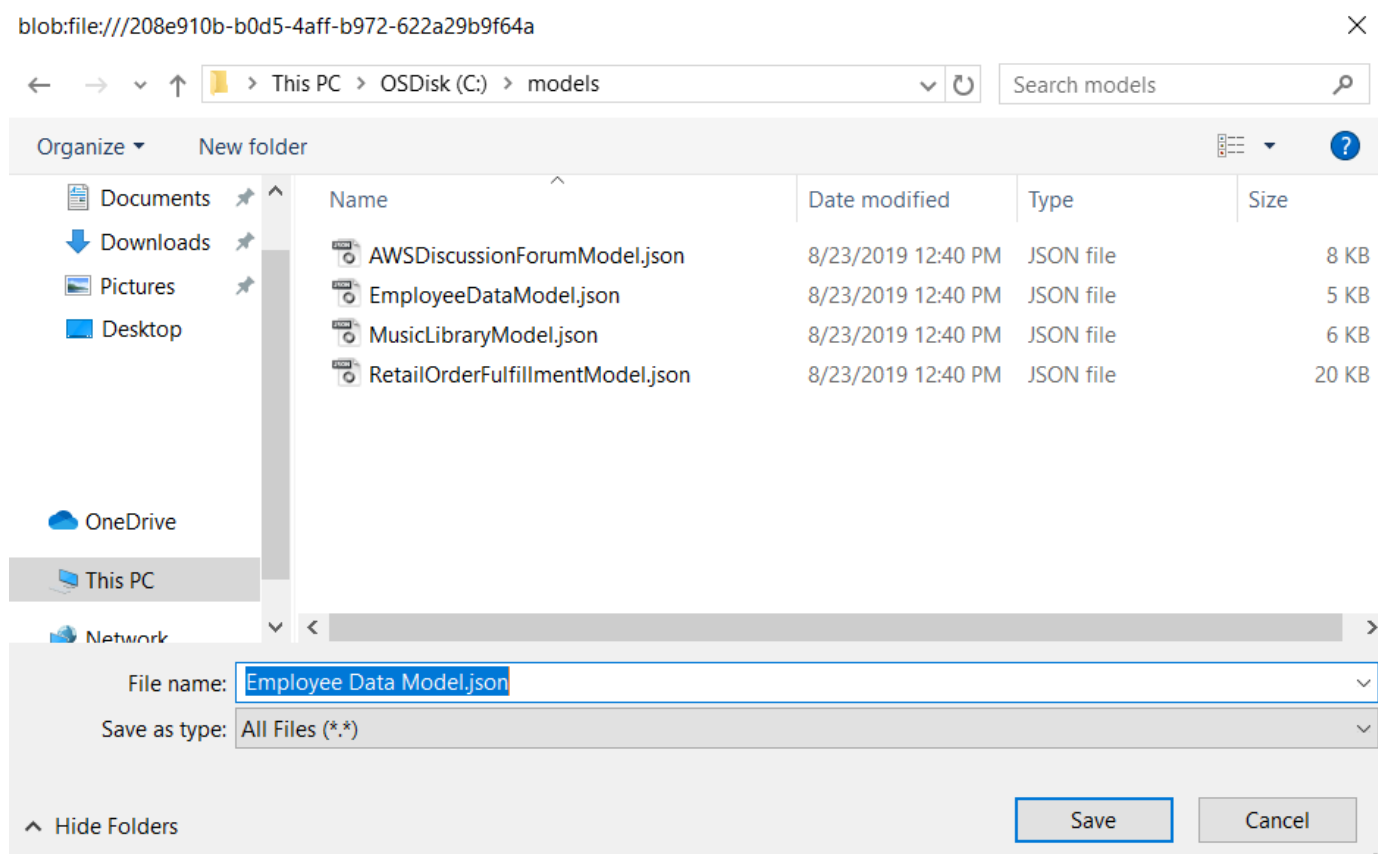 blob:file:///208e910b-b0d5-4aff-b972-622a29b9f64a
This PC > OSDisk (C:) > models
Search models
Organize New folder
?
Name Date modified Type Size
Documents
Downloads
Pictures
Desktop
OneDrive
This PC
Network
AWSDiscussionForumModel.json 8/23/2019 12:40 PM JSON file 8 KB
EmployeeDataModel.json 8/23/2019 12:40 PM JSON file 5 KB
MusicLibraryModel.json 8/23/2019 12:40 PM JSON file 6 KB
RetailOrderFulfillmentModel.json 8/23/2019 12:40 PM JSON file 20 KB
File name: Employee Data Model.json
Save as type: All Files (*.*)
Hide Folders
Save Cancel